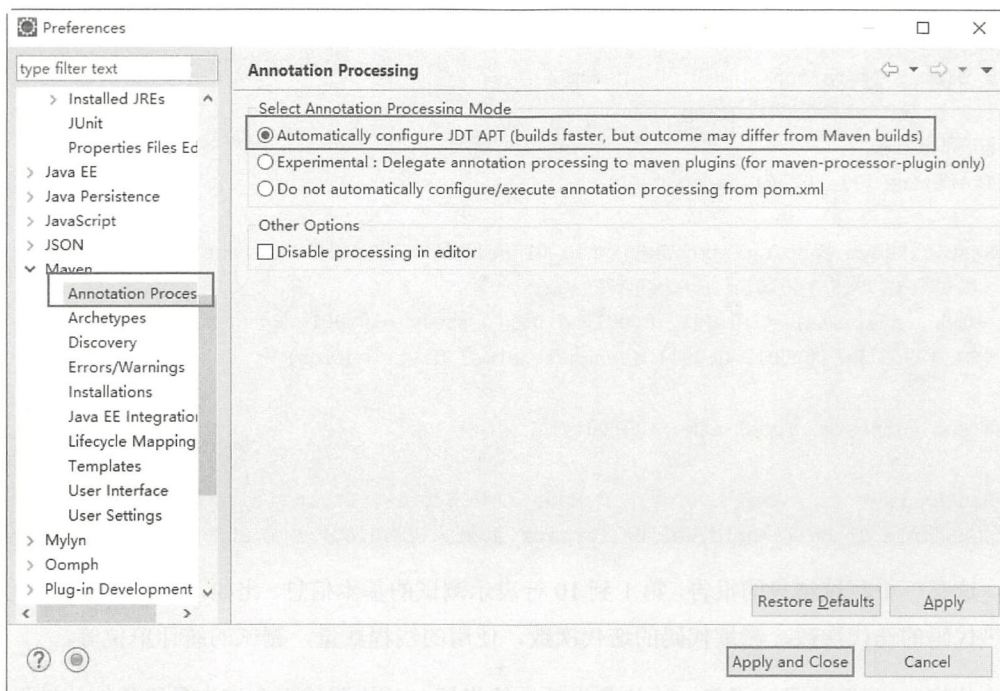 Preferences
type filter text
Installed JREs
JUnit
Properties Files Ed
Java EE
Java Persistence
JavaScript
JSON
Maven
Annotation Proces
Archetypes
Discovery
Errors/Warnings
Installations
Java EE Integration
Lifecycle Mapping
Templates
User Interface
User Settings
Mylyn
Oomph
Plug-in Development
Annotation Processing
Select Annotation Processing Mode
Automatically configure JDT APT (builds faster, but outcome may differ from Maven builds)
Experimental : Delegate annotation processing to maven plugins (for maven-processor-plugin only)
Do not automatically configure/execute annotation processing from pom.xml
Other Options
Disable processing in editor
Restore Defaults
Apply
Apply and Close
Cancel